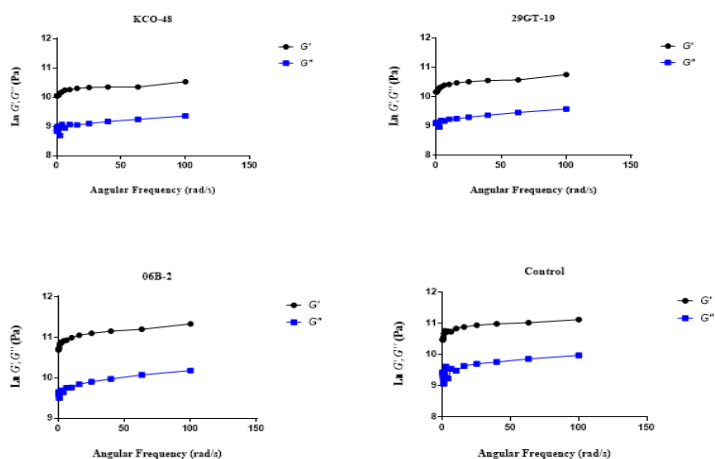 KCO-48
12
11
10
9
8
0
50
100
150
Ln G',G'' (Pa)
Angular Frequency (rad/s)
G'
G"
29GT-19
12
11
10
9
8
0
50
100
150
Ln G',G'' (Pa)
Angular Frequency (rad/s)
G'
G"
06B-2
12
11
10
9
0
50
100
150
Ln G',G'' (Pa)
Angular Frequency (rad/s)
G'
G"
Control
12
11
10
9
8
0
50
100
150
Ln G',G'' (Pa)
Angular Frequency (rad/s)
G'
G"